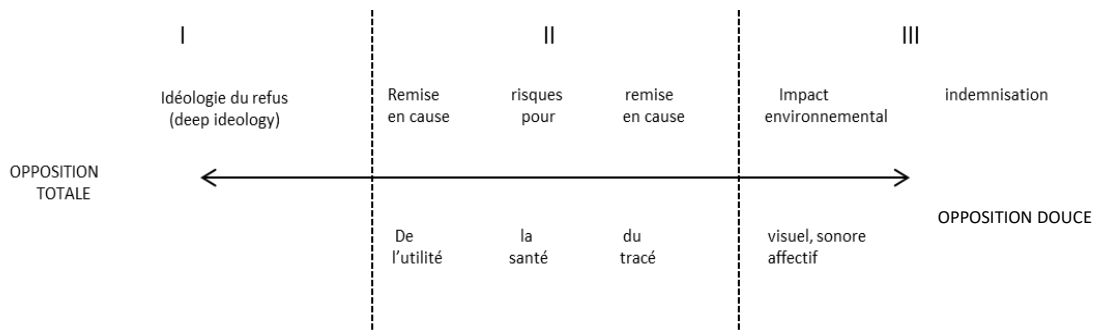 I
II
III
Idéologie du refus
(deep ideology)
Remise
en cause
risques
pour
remise
en cause
Impact
environnemental
indemnisation
OPPOSITION
TOTALE
OPPOSITION DOUCE
De
l’utilité
la
santé
du
tracé
visuel, sonore
affectif